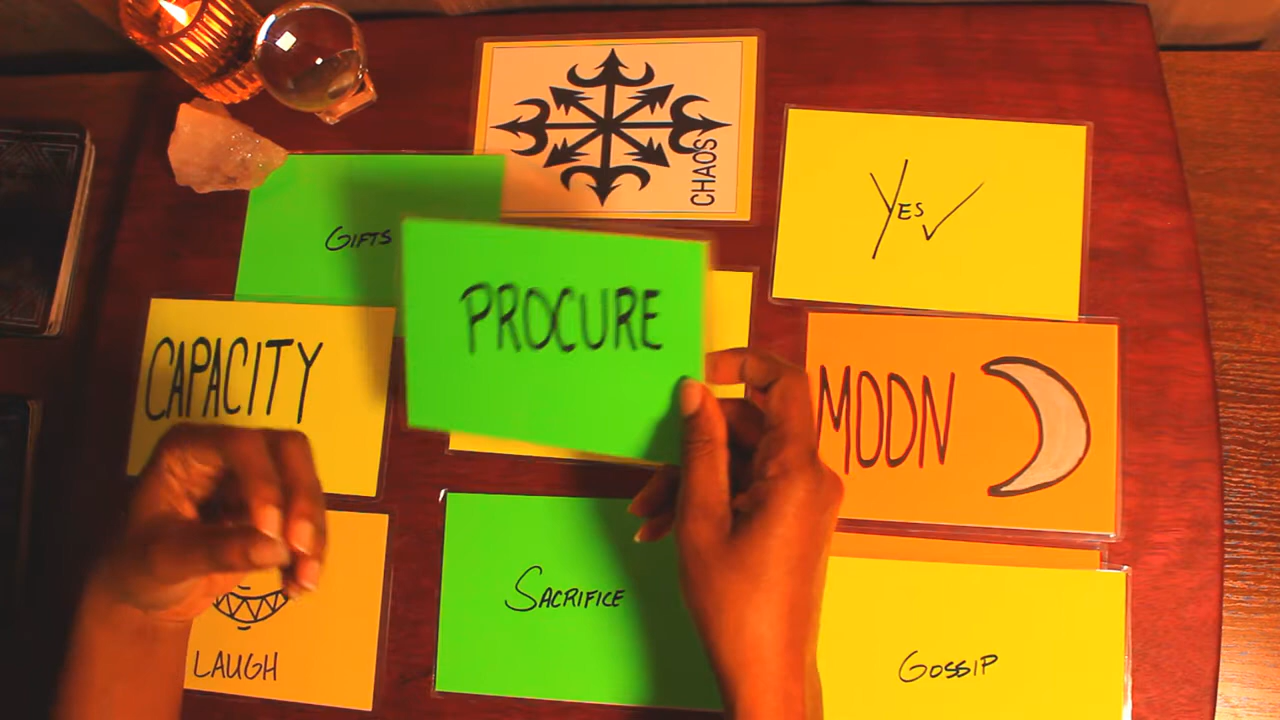 CHAOS
YES ✓
GIFTS
PROCURE
CAPACITY
MOON
SACRIFICE
LAUGH
GOSSIP